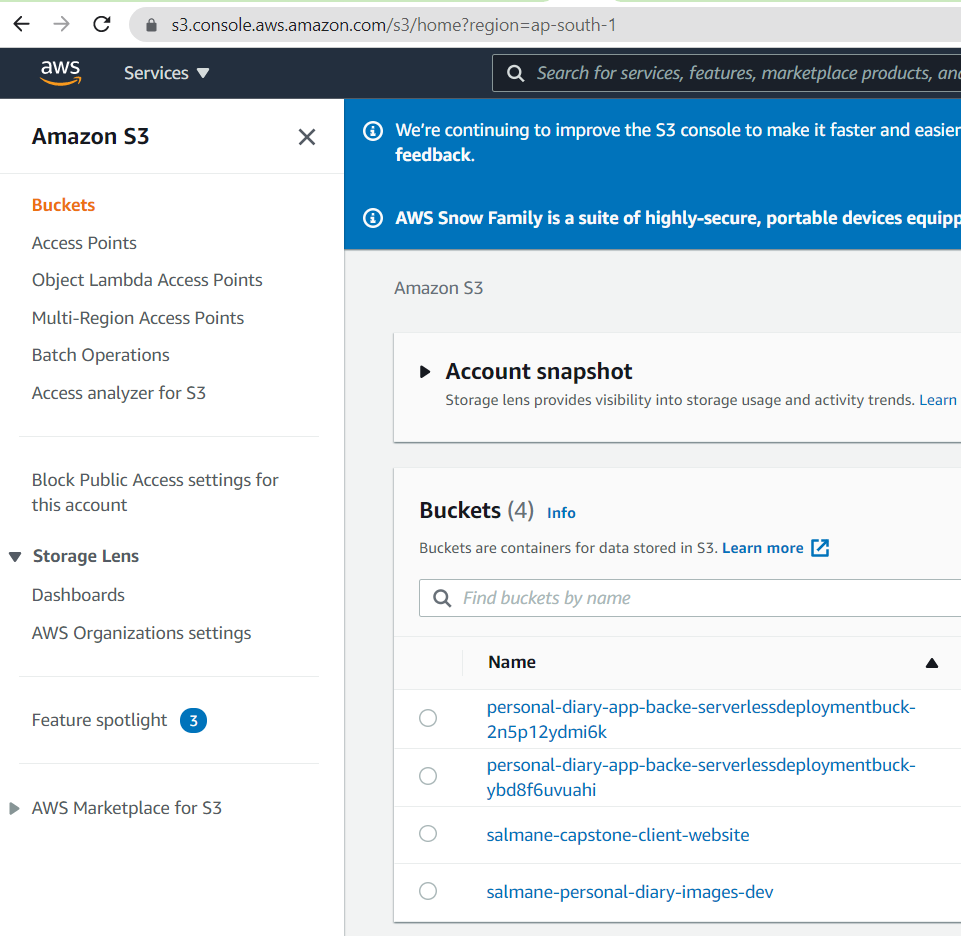 s3.console.aws.amazon.com/s3/home?region=ap-south-1
aws
Services
Search for services, features, marketplace products, an
Amazon S3
Buckets
Access Points
Object Lambda Access Points
Multi-Region Access Points
Batch Operations
Access analyzer for S3
Block Public Access settings for
this account
Storage Lens
Dashboards
AWS Organizations settings
Feature spotlight 3
AWS Marketplace for S3
We’re continuing to improve the S3 console to make it faster and easier
feedback.
AWS Snow Family is a suite of highly-secure, portable devices equipp
Amazon S3
Account snapshot
Storage lens provides visibility into storage usage and activity trends. Learn
Buckets (4) Info
Buckets are containers for data stored in S3. Learn more
Find buckets by name
Name
personal-diary-app-backe-serverlessdeploymentbuck-
2n5p12ydmi6k
personal-diary-app-backe-serverlessdeploymentbuck-
ybd8f6uvuahi
salmane-capstone-client-website
salmane-personal-diary-images-dev